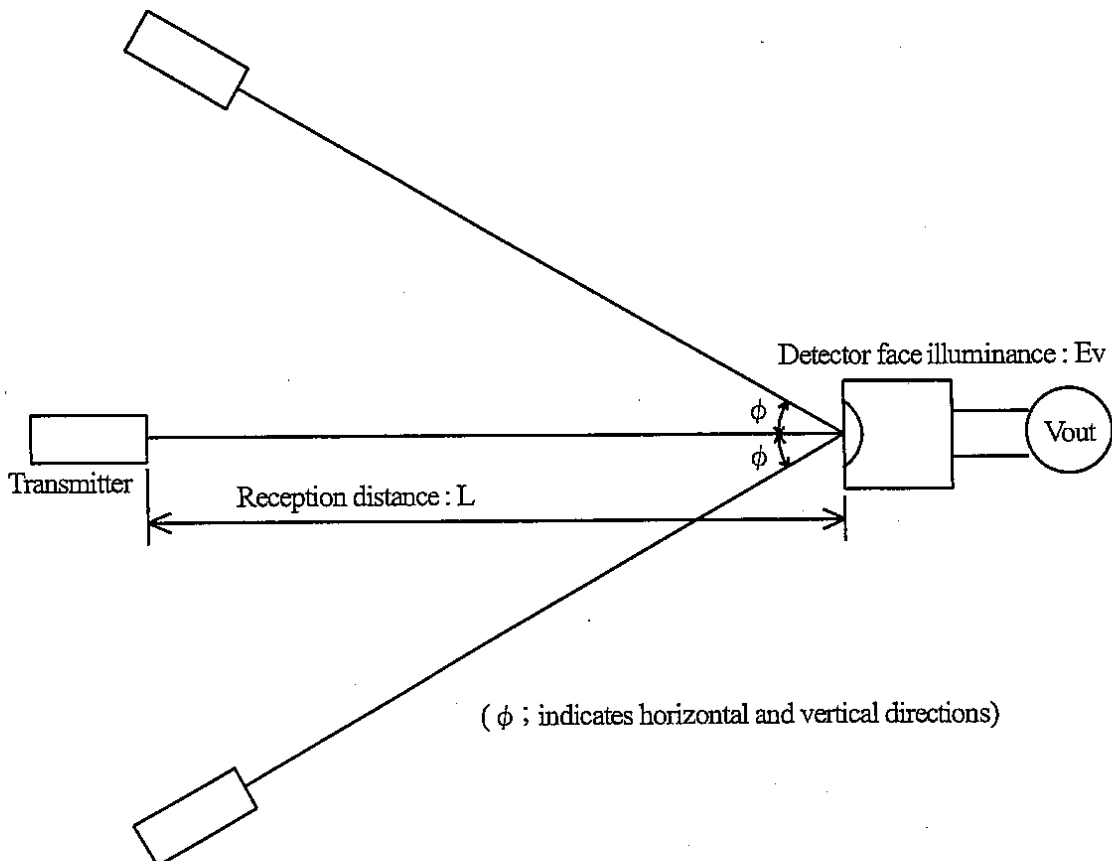 Detector face illuminance : Ev
ϕ
Vout
ϕ
Transmitter
Reception distance : L
( ϕ ; indicates horizontal and vertical directions)